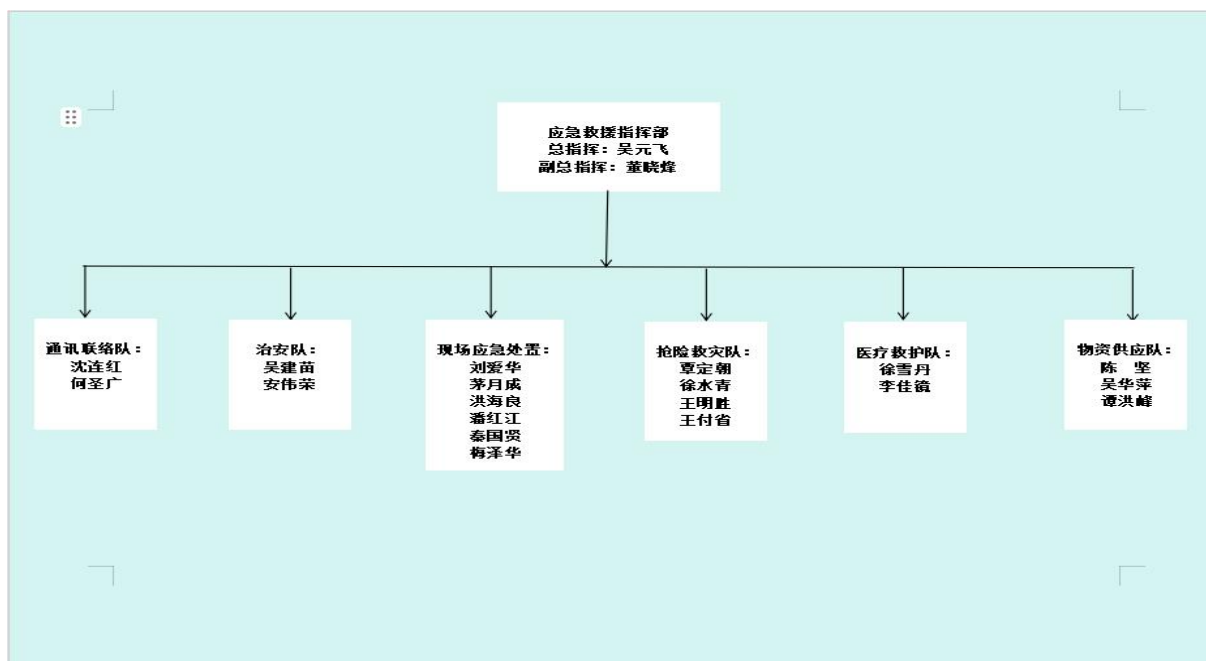 应急救援指挥部
总指挥：吴元飞
副总指挥：董晓烽
通讯联络队：
沈连红
何圣广
治安队：
吴建苗
安伟荣
现场应急处置：
刘爱华
茅月成
洪海良
潘红江
秦国贤
梅泽华
抢险救灾队：
覃定朝
徐水青
王明胜
王付省
医疗救护队：
徐雪丹
李佳镜
物资供应队：
陈　坚
吴华萍
谭洪峰